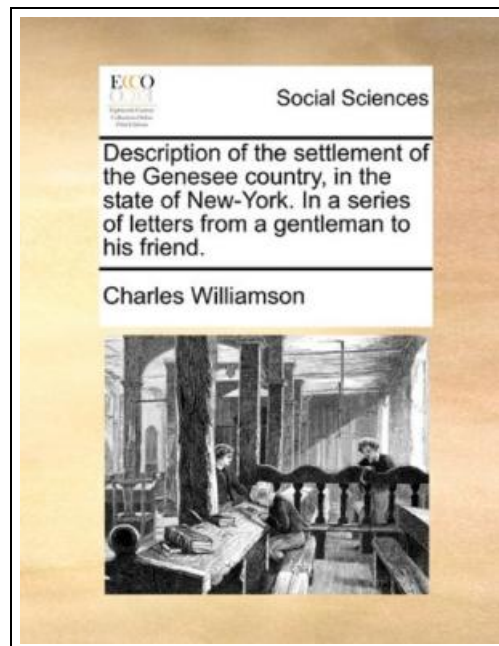 ECCO
Social Sciences
Description of the settlement of
the Genesee country, in the
state of New-York. In a series
of letters from a gentleman to
his friend.
Charles Williamson